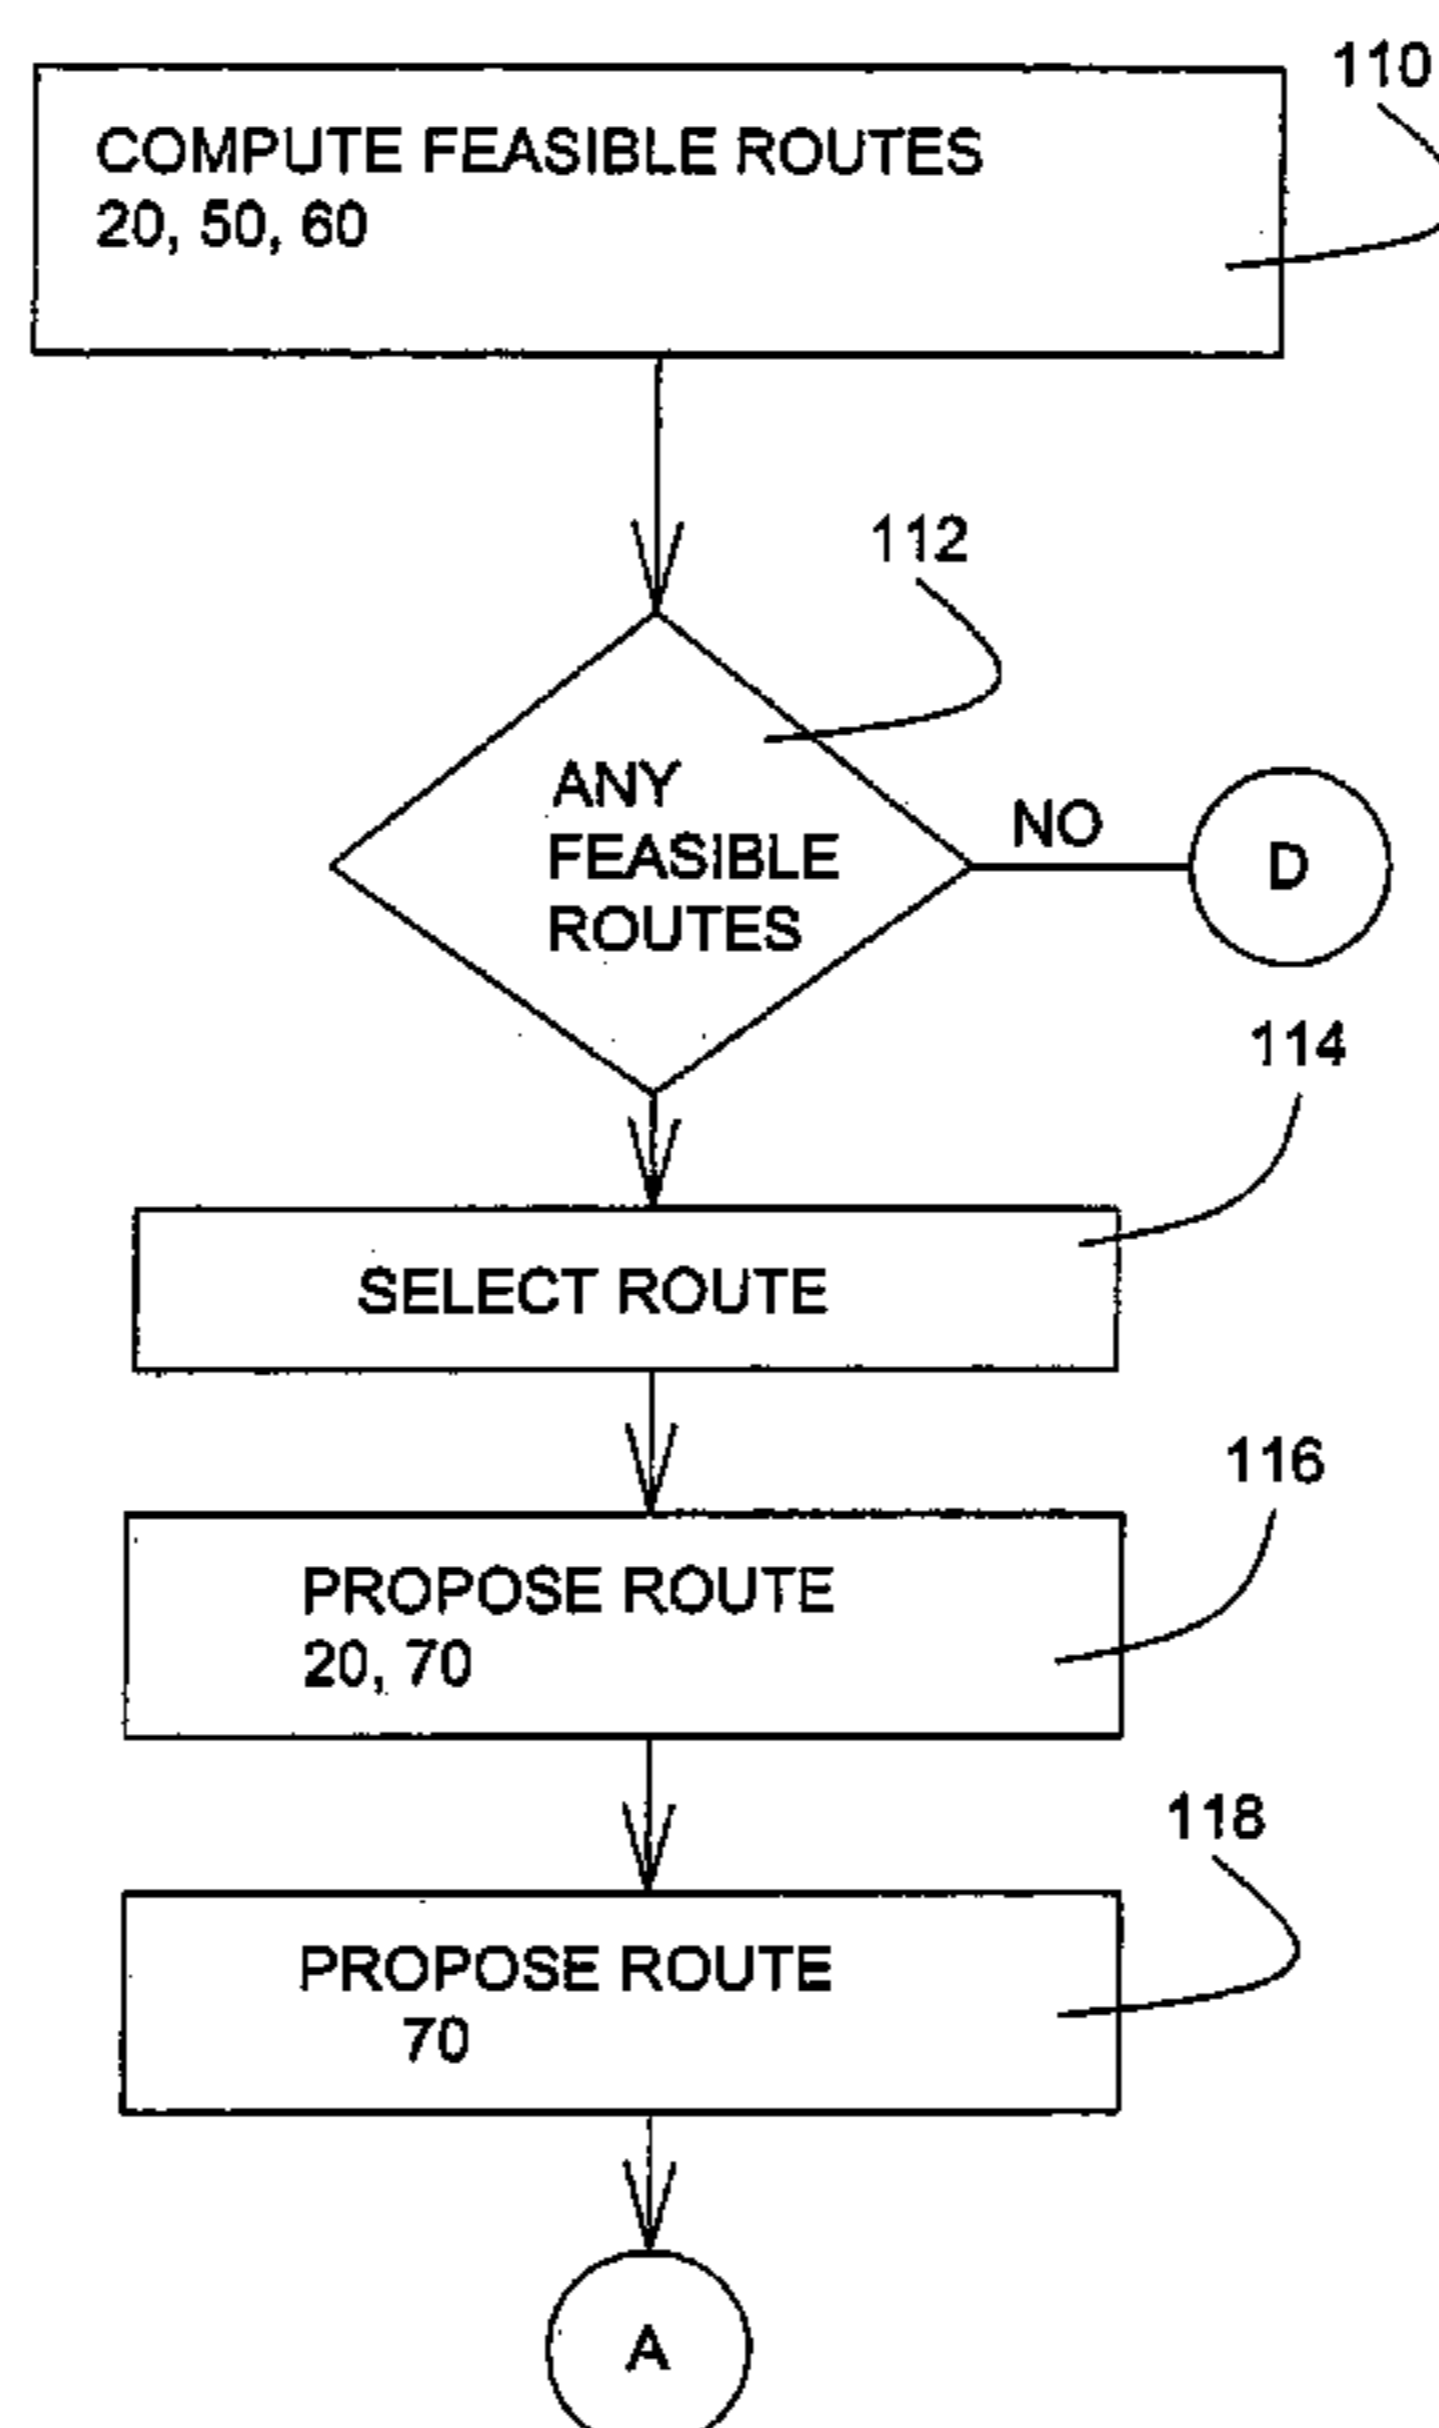 110
COMPUTE FEASIBLE ROUTES
20, 50, 60
112
ANY
FEASIBLE
ROUTES
NO
D
114
SELECT ROUTE
116
PROPOSE ROUTE
20, 70
118
PROPOSE ROUTE
70
A